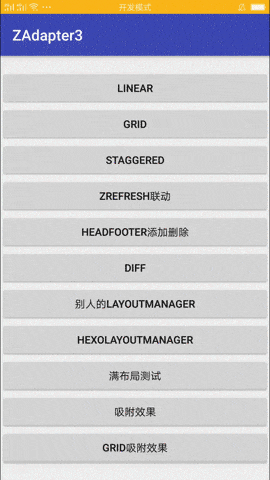 开发模式
ZAdapter3
LINEAR
GRID
STAGGERED
ZREFRESH联动
HEADFOOTER添加删除
DIFF
别人的LAYOUTMANAGER
HEXOLAYOUTMANAGER
满布局测试
吸附效果
GRID吸附效果